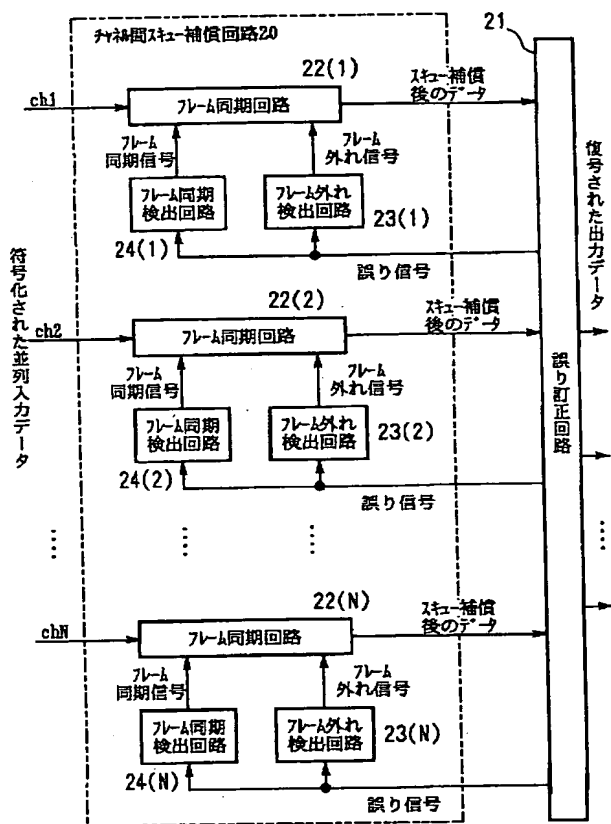 チャネル間スキュー補償回路20
21
22(1)
スキュー補償
後のデータ
ch1
フレーム同期回路
フレーム
同期信号
フレーム
外れ信号
フレーム同期
検出回路
フレーム外れ
検出回路
23(1)
24(1)
誤り信号
22(2)
スキュー補償
後のデータ
ch2
フレーム同期回路
フレーム
同期信号
フレーム
外れ信号
フレーム同期
検出回路
フレーム外れ
検出回路
23(2)
24(2)
誤り信号
22(N)
スキュー補償
後のデータ
chN
フレーム同期回路
フレーム
同期信号
フレーム
外れ信号
フレーム同期
検出回路
フレーム外れ
検出回路
23(N)
24(N)
誤り信号
符号化された並列入力データ
誤り訂正回路
復号された出力データ